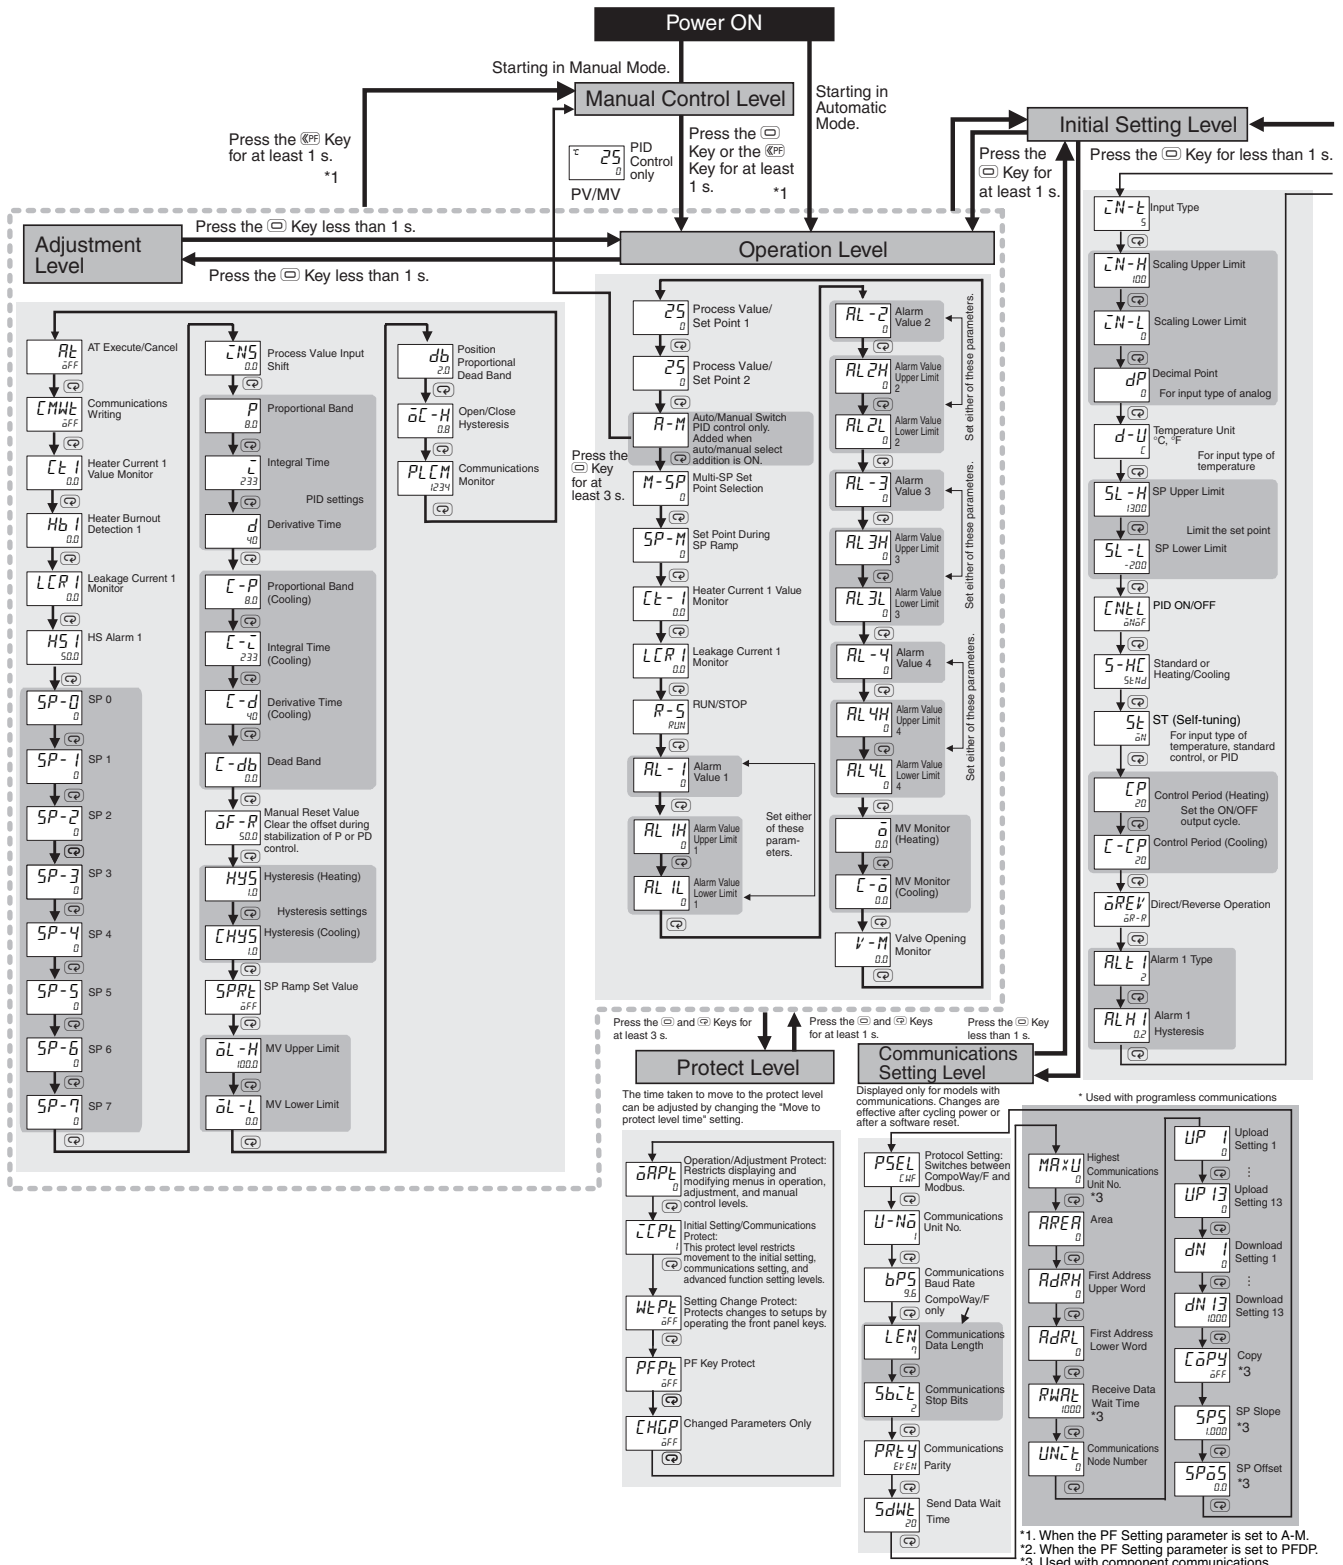 Power ON
Starting in Manual Mode.
Manual Control Level
Starting in
Automatic
Mode.
Press the PF Key
for at least 1 s.
*1
25
0
PID
Control
only
PV/MV
Press the
Key or the PF
Key for at least
1 s. *1
Initial Setting Level
Press the
Key for
at least 1s.
Press the Key for less than 1 s.
Adjustment
Level
Press the Key less than 1 s.
Press the Key less than 1 s.
Operation Level
AT Execute/Cancel
Communications
Writing
Heater Current 1
Value Monitor
Heater Burnout
Detection 1
Leakage Current 1
Monitor
HS Alarm 1
SP 0
SP 1
SP 2
SP 3
SP 4
SP 5
SP 6
SP 7
Process Value Input
Shift
Proportional Band
Integral Time
PID settings
Derivative Time
Proportional Band
(Cooling)
Integral Time
(Cooling)
Derivative Time
(Cooling)
Dead Band
Manual Reset Value
Clear the offset during
stabilization of P or PD
control.
Hysteresis (Heating)
Hysteresis settings
Hysteresis (Cooling)
SP Ramp Set Value
MV Upper Limit
MV Lower Limit
Position
Proportional
Dead Band
Open/Close
Hysteresis
Communications
Monitor
Press the
Key
for at
least 3 s.
Process Value/
Set Point 1
Process Value/
Set Point 2
Auto/Manual Switch
PID control only.
Added when
auto/manual select
addition is ON.
Multi-SP Set
Point Selection
Set Point During
SP Ramp
Heater Current 1 Value
Monitor
Leakage Current 1
Monitor
RUN/STOP
Alarm
Value 1
Alarm Value
Upper Limit
1
Alarm Value
Lower Limit
1
Set either
of these
param-
eters.
Alarm
Value 2
Alarm Value
Upper Limit
2
Alarm Value
Lower Limit
2
Set either of these parameters.
Alarm
Value 3
Alarm Value
Upper Limit
3
Alarm Value
Lower Limit
3
Set either of these parameters.
Alarm
Value 4
Alarm Value
Upper Limit
4
Alarm Value
Lower Limit
4
Set either of these parameters.
MV Monitor
(Heating)
MV Monitor
(Cooling)
Valve Opening
Monitor
Input Type
Scaling Upper Limit
Scaling Lower Limit
Decimal Point
For input type of analog
Temperature Unit
°C, °F
For input type of
temperature
SP Upper Limit
Limit the set point
SP Lower Limit
PID ON/OFF
Standard or
Heating/Cooling
ST (Self-tuning)
For input type of
temperature, standard
control, or PID
Control Period (Heating)
Set the ON/OFF
output cycle.
Control Period (Cooling)
Direct/Reverse Operation
Alarm 1 Type
Alarm 1
Hysteresis
Press the and Keys for
at least 3 s.
Press the and Keys
for at least 1 s.
Press the Key
less than 1 s.
Protect Level
The time taken to move to the protect level
can be adjusted by changing the "Move to
protect level time" setting.
Operation/Adjustment Protect:
Restricts displaying and
modifying menus in operation,
adjustment, and manual
control levels.
Initial Setting/Communications
Protect:
This protect level restricts
movement to the initial setting,
communications setting, and
advanced function setting levels.
Setting Change Protect:
Protects changes to setups by
operating the front panel keys.
PF Key Protect
Changed Parameters Only
Communications
Setting Level
Displayed only for models with
communications. Changes are
effective after cycling power or
after a software reset.
Protocol Setting:
Switches between
CompoWay/F and
Modbus.
Communications
Unit No.
Communications
Baud Rate
CompoWay/F
only
Communications
Data Length
Communications
Stop Bits
Communications
Parity
Send Data Wait
Time
* Used with programless communications
Highest
Communications
Unit No.
*3
Area
First Address
Upper Word
First Address
Lower Word
Receive Data
Wait Time
*3
Communications
Node Number
Upload
Setting 1
Upload
Setting 13
Download
Setting 1
Download
Setting 13
Copy
*3
SP Slope
*3
SP Offset
*3
*1. When the PF Setting parameter is set to A-M.
*2. When the PF Setting parameter is set to PFDP.
*3. Used with component communications.